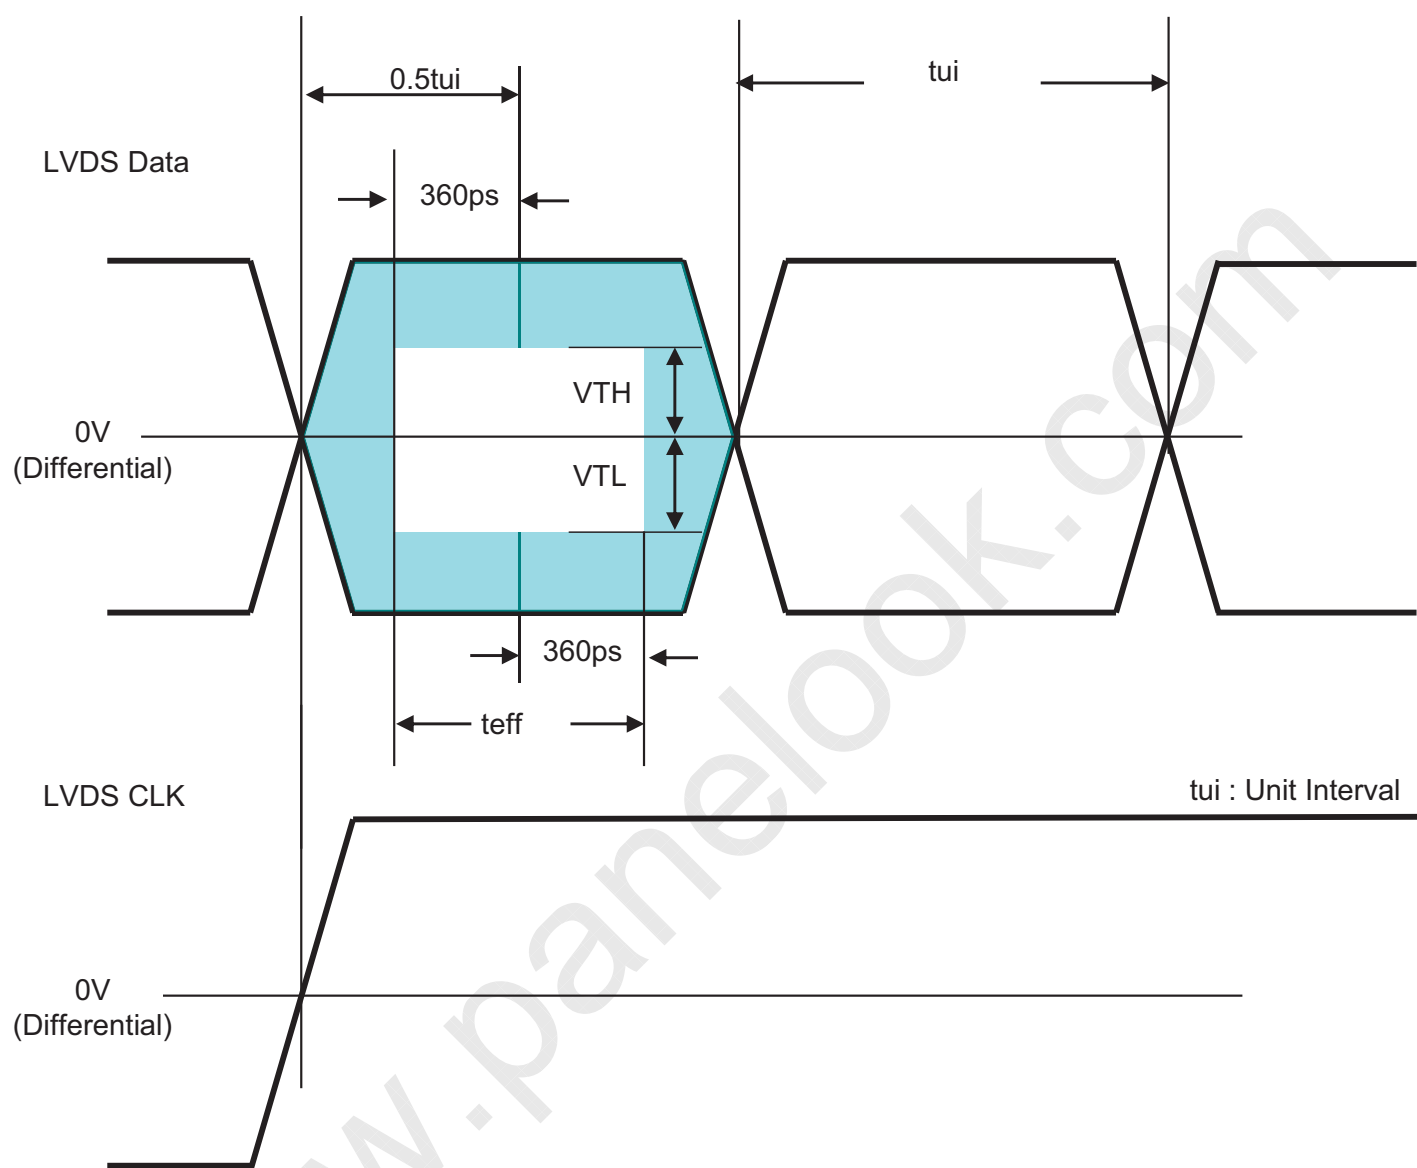 0.5tui
tui
LVDS Data
360ps
VTH
0V
(Differential)
VTL
360ps
teff
LVDS CLK
tui : Unit Interval
0V
(Differential)
w.panelook.com